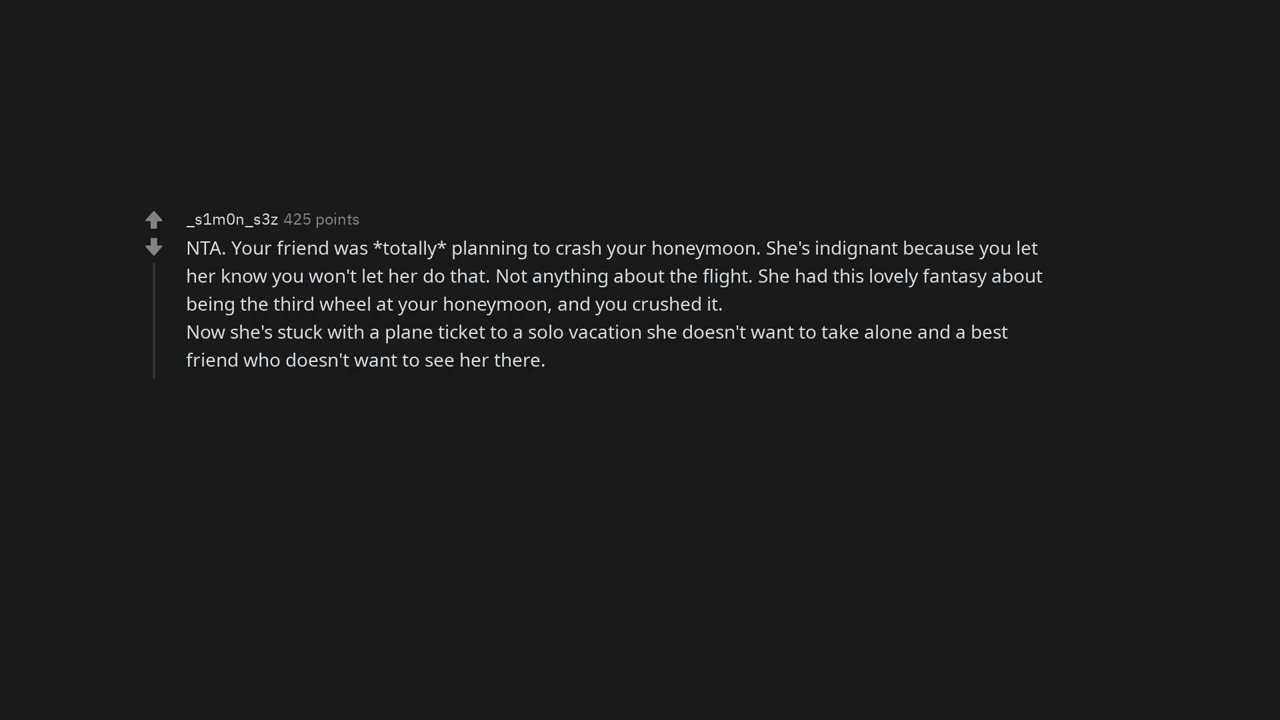 _s1m0n_s3z 425 points
NTA. Your friend was *totally* planning to crash your honeymoon. She's indignant because you let
her know you won't let her do that. Not anything about the flight. She had this lovely fantasy about
being the third wheel at your honeymoon, and you crushed it.
Now she's stuck with a plane ticket to a solo vacation she doesn't want to take alone and a best
friend who doesn't want to see her there.